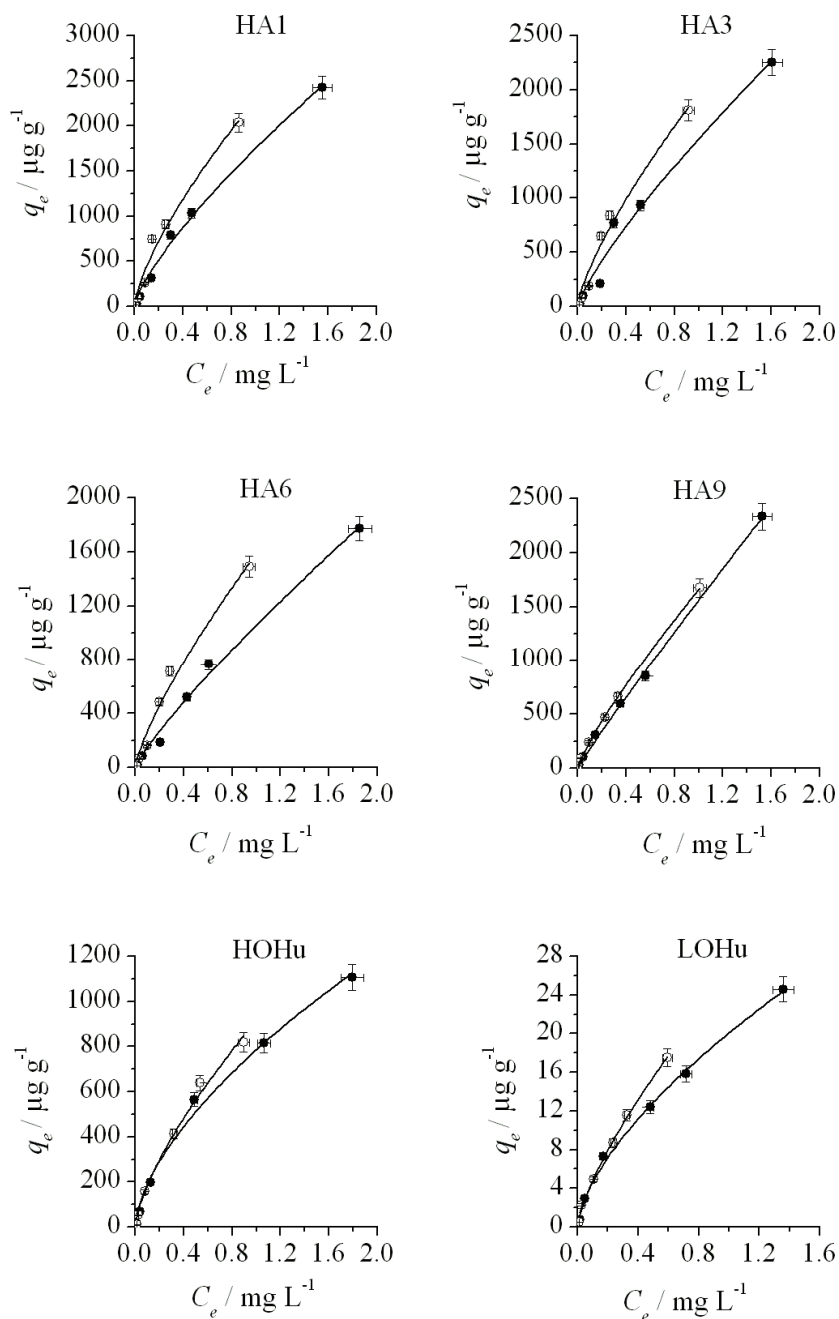 HA1
3000
2500
2000
1500
1000
500
0
q_e / µg g⁻¹
0.0 0.4 0.8 1.2 1.6 2.0
C_e / mg L⁻¹
HA3
2500
2000
1500
1000
500
0
q_e / µg g⁻¹
0.0 0.4 0.8 1.2 1.6 2.0
C_e / mg L⁻¹
HA6
2000
1600
1200
800
400
0
q_e / µg g⁻¹
0.0 0.4 0.8 1.2 1.6 2.0
C_e / mg L⁻¹
HA9
2500
2000
1500
1000
500
0
q_e / µg g⁻¹
0.0 0.4 0.8 1.2 1.6 2.0
C_e / mg L⁻¹
HOHu
1200
1000
800
600
400
200
0
q_e / µg g⁻¹
0.0 0.4 0.8 1.2 1.6 2.0
C_e / mg L⁻¹
LOHu
28
24
20
16
12
8
4
0
q_e / µg g⁻¹
0.0 0.4 0.8 1.2 1.6
C_e / mg L⁻¹